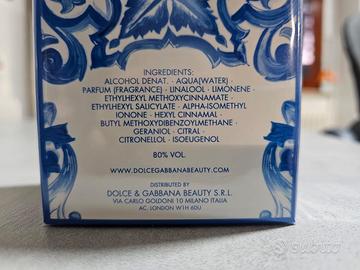 INGREDIENTS:
ALCOHOL DENAT. • AQUA(WATER)
PARFUM (FRAGRANCE) • LINALOOL • LIMONENE •
ETHYLHEXYL METHOXYCINNAMATE
ETHYLHEXYL SALICYLATE • ALPHA-ISOMETHYL
IONONE • HEXYL CINNAMAL
BUTYL METHOXYDIBENZOYLMETHANE •
GERANIOL • CITRAL •
CITRONELLOL • ISOEUGENOL
80% VOL.
WWW.DOLCEGABBANABEAUTY.COM
DISTRIBUTED BY
DOLCE & GABBANA BEAUTY S.R.L.
VIA CARLO GOLDONI 10 MILANO ITALIA
AC. LONDON W1H 6DU
subito